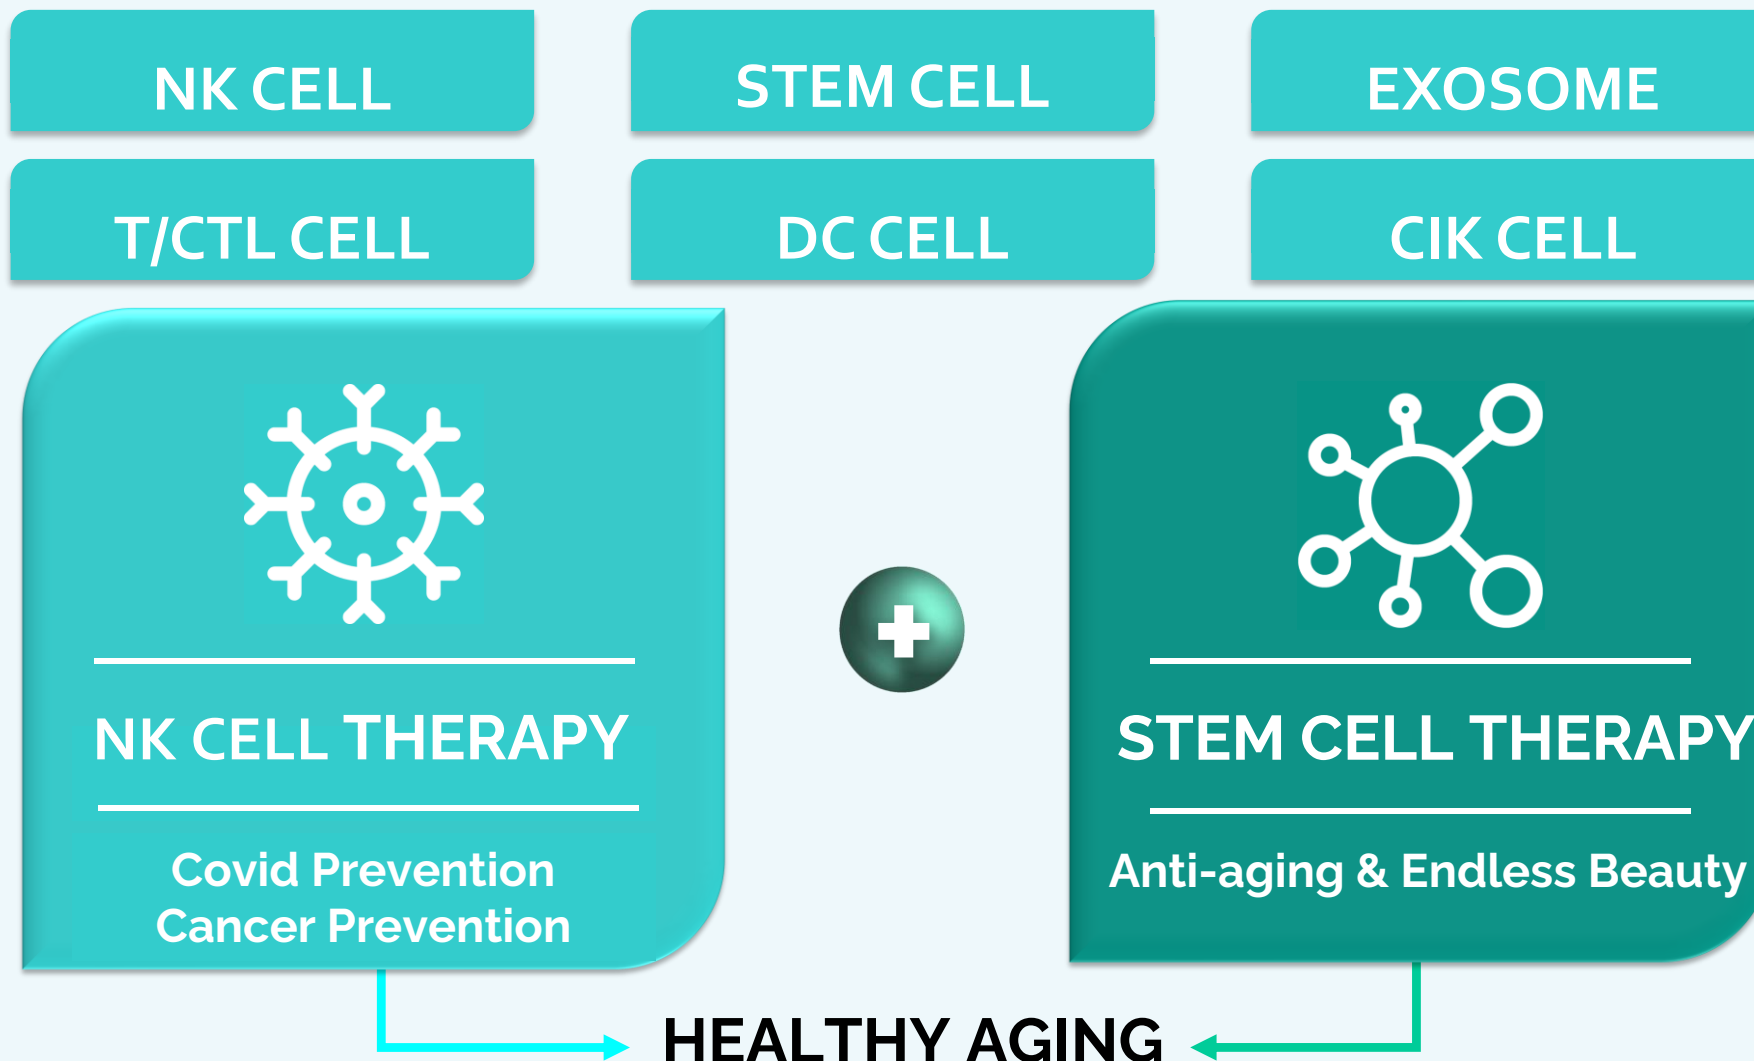 NK CELL
STEM CELL
EXOSOME
T/CTL CELL
DC CELL
CIK CELL
NK CELL THERAPY
Covid Prevention
Cancer Prevention
STEM CELL THERAPY
Anti-aging & Endless Beauty
HEALTHY AGING